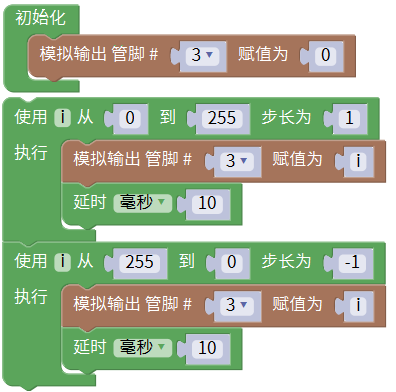 初始化
模拟输出 管脚 # 3 赋值为 0
使用 i 从 0 到 255 步长为 1
执行 模拟输出 管脚 # 3 赋值为 i
延时 毫秒 10
使用 i 从 255 到 0 步长为 -1
执行 模拟输出 管脚 # 3 赋值为 i
延时 毫秒 10